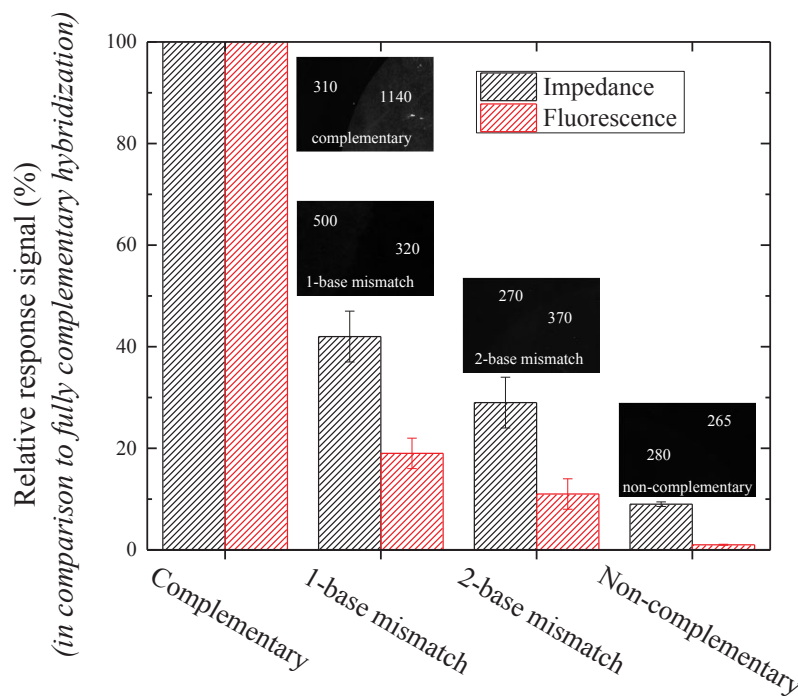 Relative response signal (%)
(in comparison to fully complementary hybridization)
100
80
60
40
20
0
Impedance
Fluorescence
310
1140
complementary
500
320
1-base mismatch
270
370
2-base mismatch
265
280
non-complementary
Complementary
1-base mismatch
2-base mismatch
Non-complementary